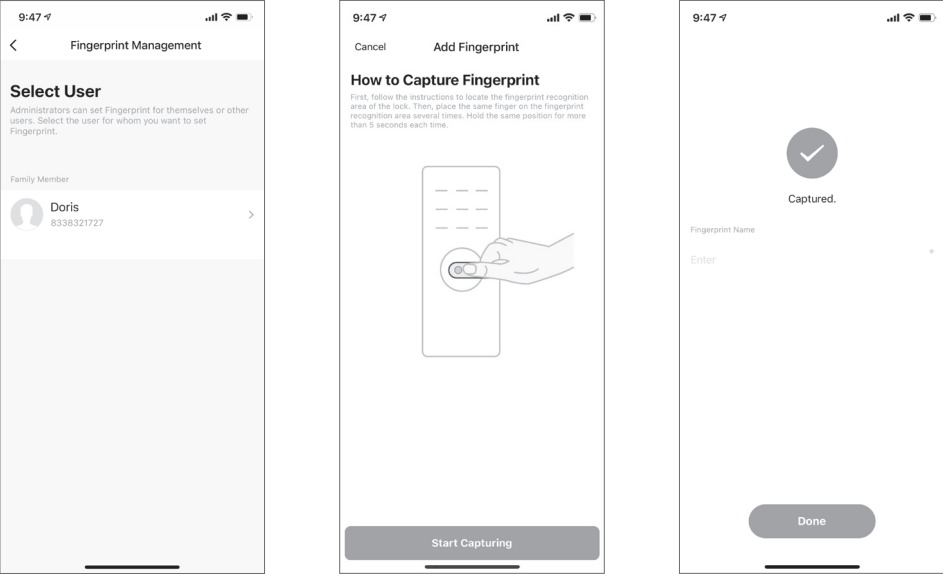 9:47
Fingerprint Management
Select User
Administrators can set Fingerprint for themselves or other
users. Select the user for whom you want to set
Fingerprint.
Family Member
Doris
8338321727
9:47
Cancel
Add Fingerprint
How to Capture Fingerprint
First, follow the instructions to locate the fingerprint recognition
area of the lock. Then, place the same finger on the fingerprint
recognition area several times. Hold the same position for more
than 5 seconds each time.
Start Capturing
9:47
Captured.
Fingerprint Name
Enter
Done